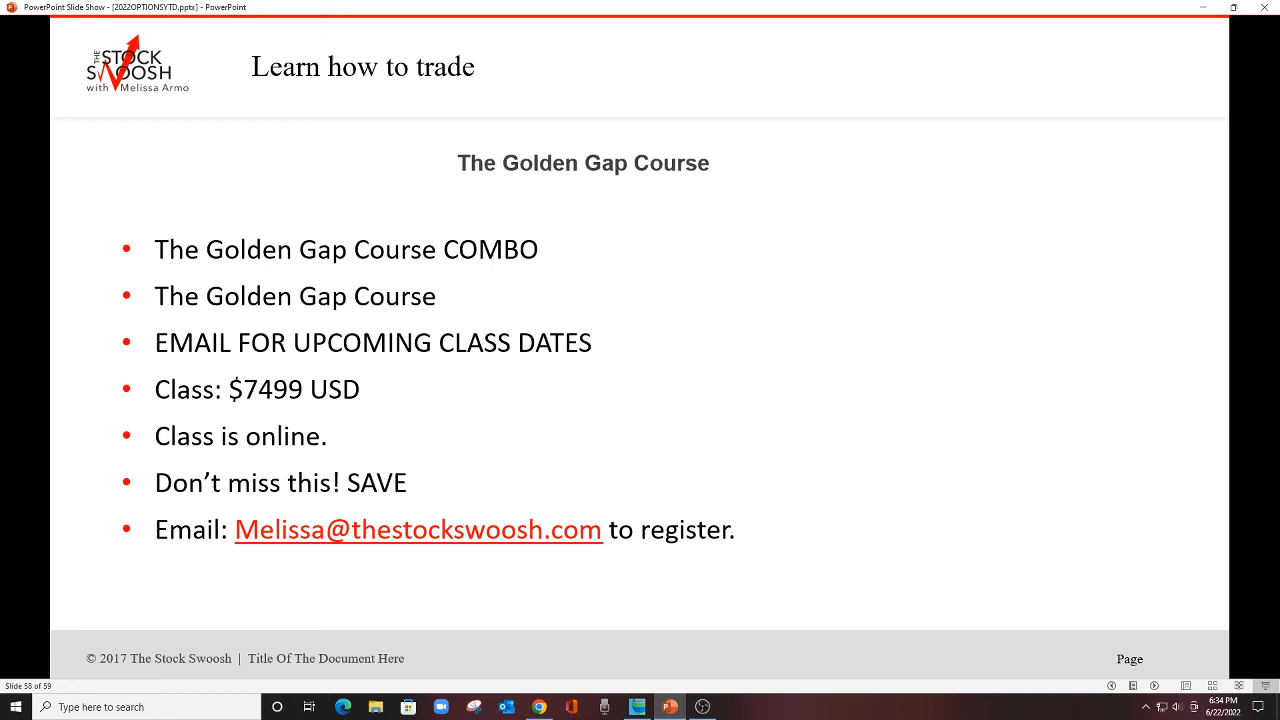 PowerPoint Slide Show - [2022OPTIONSYTD.pptx] - PowerPoint
THE
STOCK
SWOOSH
with Melissa Armo
Learn how to trade
The Golden Gap Course
• The Golden Gap Course COMBO
• The Golden Gap Course
• EMAIL FOR UPCOMING CLASS DATES
• Class: $7499 USD
• Class is online.
• Don’t miss this! SAVE
• Email: Melissa@thestockswoosh.com to register.
© 2017 The Stock Swoosh | Title Of The Document Here
Page
Slide 58 of 59
Type here to search
6:34 PM
6/22/2022